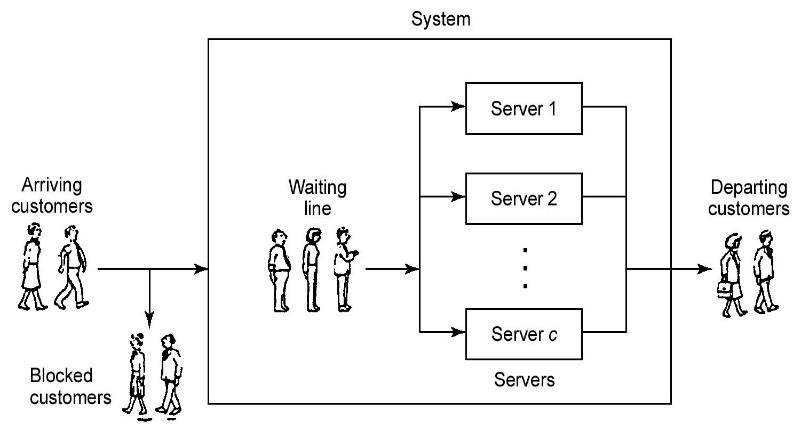 System
Arriving
customers
Waiting
line
Server 1
Server 2
Server c
Servers
Departing
customers
Blocked
customers